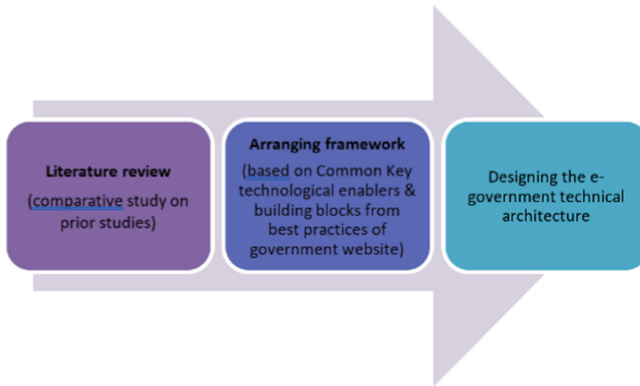 Literature review
(comparative study on
prior studies)
Arranging framework
(based on Common Key
technological enablers &
building blocks from
best practices of
government website)
Designing the e-
government technical
architecture